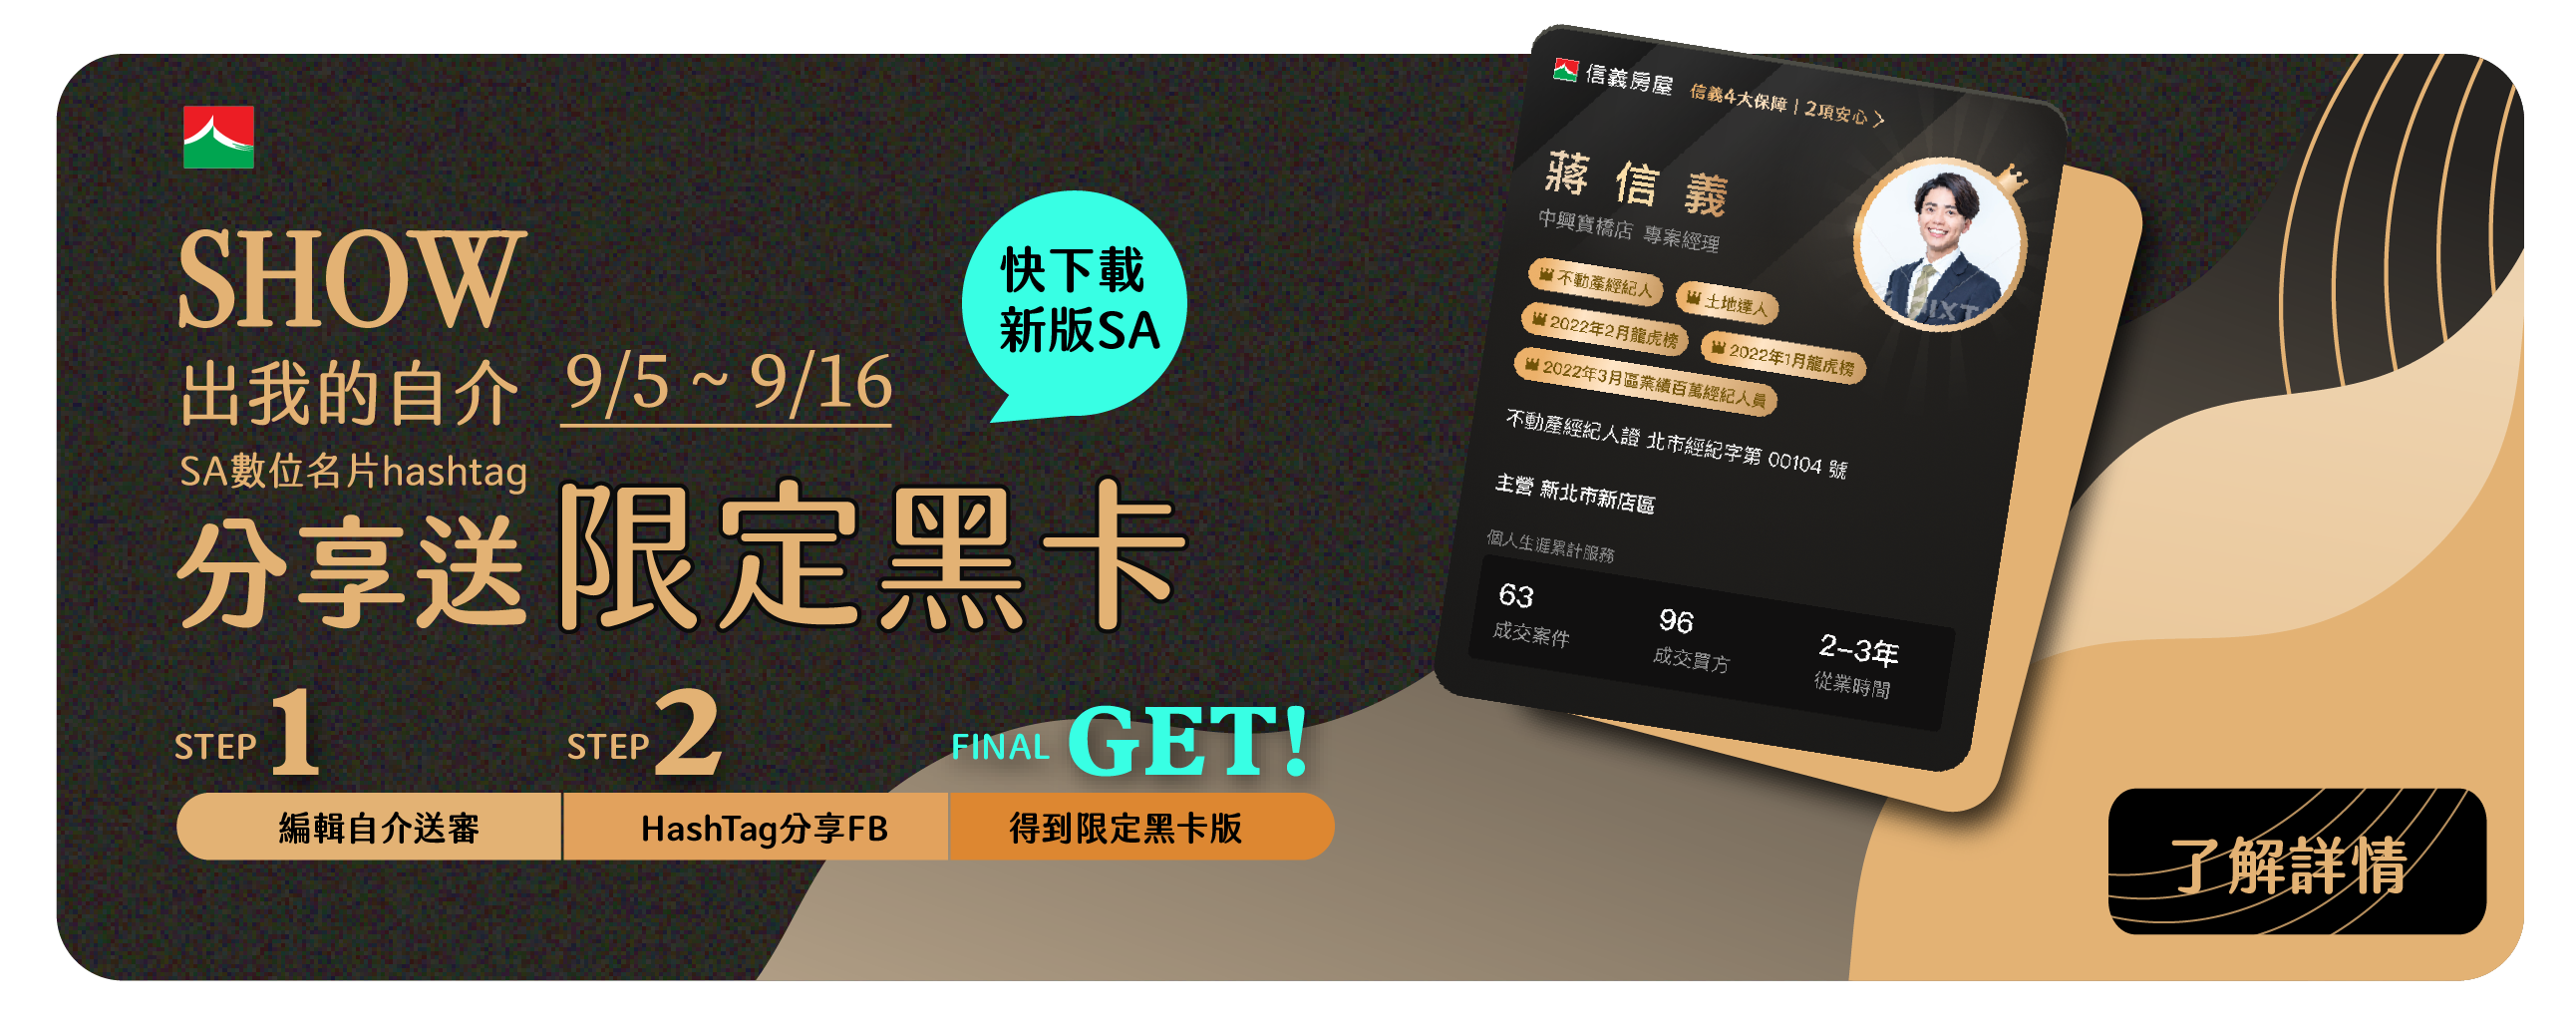 SHOW
出我的自介
9/5 ~ 9/16
SA數位名片hashtag
分享送
限定黑卡
快下載
新版SA
STEP 1
編輯自介送審
STEP 2
HashTag分享FB
FINAL GET!
得到限定黑卡版
信義房屋 信義4大保障 | 2項安心 >
蔣信義
中興寶橋店 專案經理
不動產經紀人 土地達人
2022年2月龍虎榜 2022年1月龍虎榜
2022年3月區業績百萬經紀人員
不動產經紀人證 北市經紀字第 00104 號
主營 新北市新店區
個人生涯累計服務
63 96 2-3年
成交案件 成交買方 從業時間
了解詳情